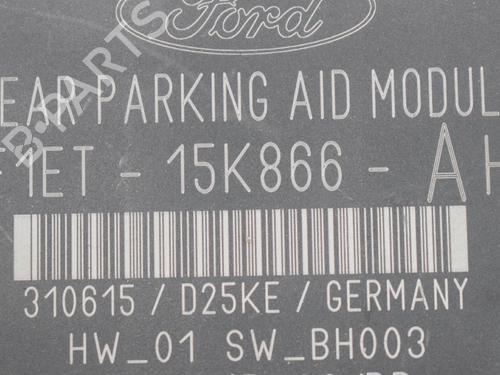 Ford
EAR PARKING AID MODUL
1ET - 15K866 - AH
310615 / D25KE / GERMANY
HW_01 SW_BH003